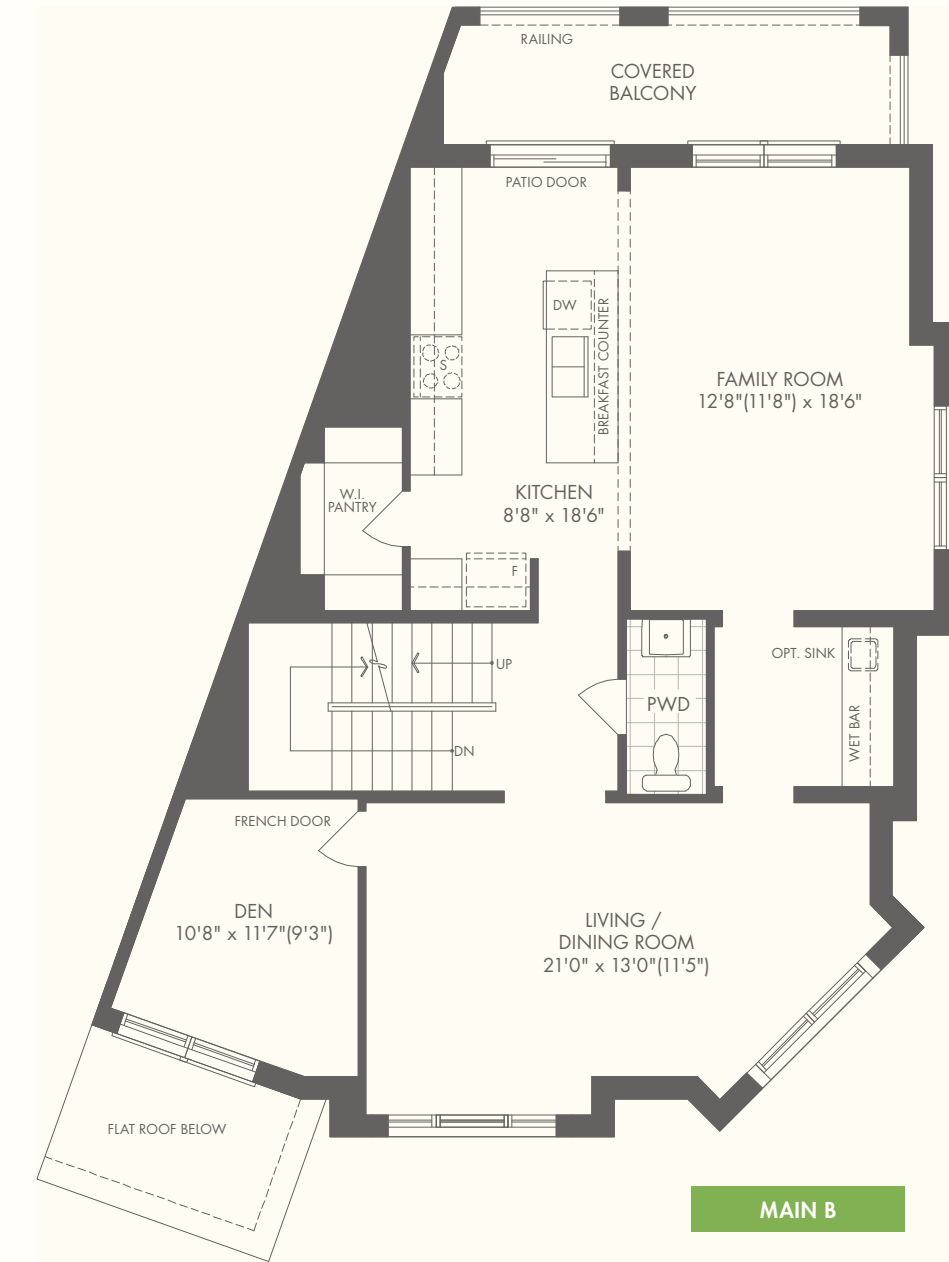 RAILING
COVERED
BALCONY
PATIO DOOR
DW
BREAKFAST COUNTER
S
FAMILY ROOM
12'8"(11'8") x 18'6"
W.I.
PANTRY
KITCHEN
8'8" x 18'6"
F
OPT. SINK
UP
PWD
WET BAR
DN
FRENCH DOOR
DEN
10'8" x 11'7"(9'3")
LIVING /
DINING ROOM
21'0" x 13'0"(11'5")
FLAT ROOF BELOW
MAIN B